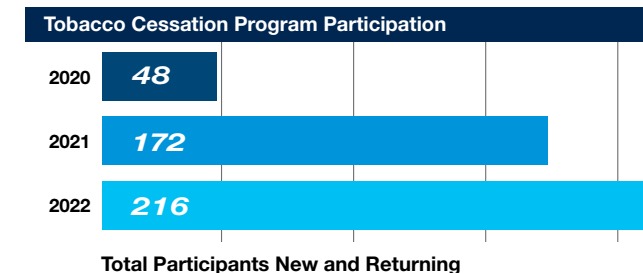 Tobacco Cessation Program Participation
2020 48
2021 172
2022 216
Total Participants New and Returning